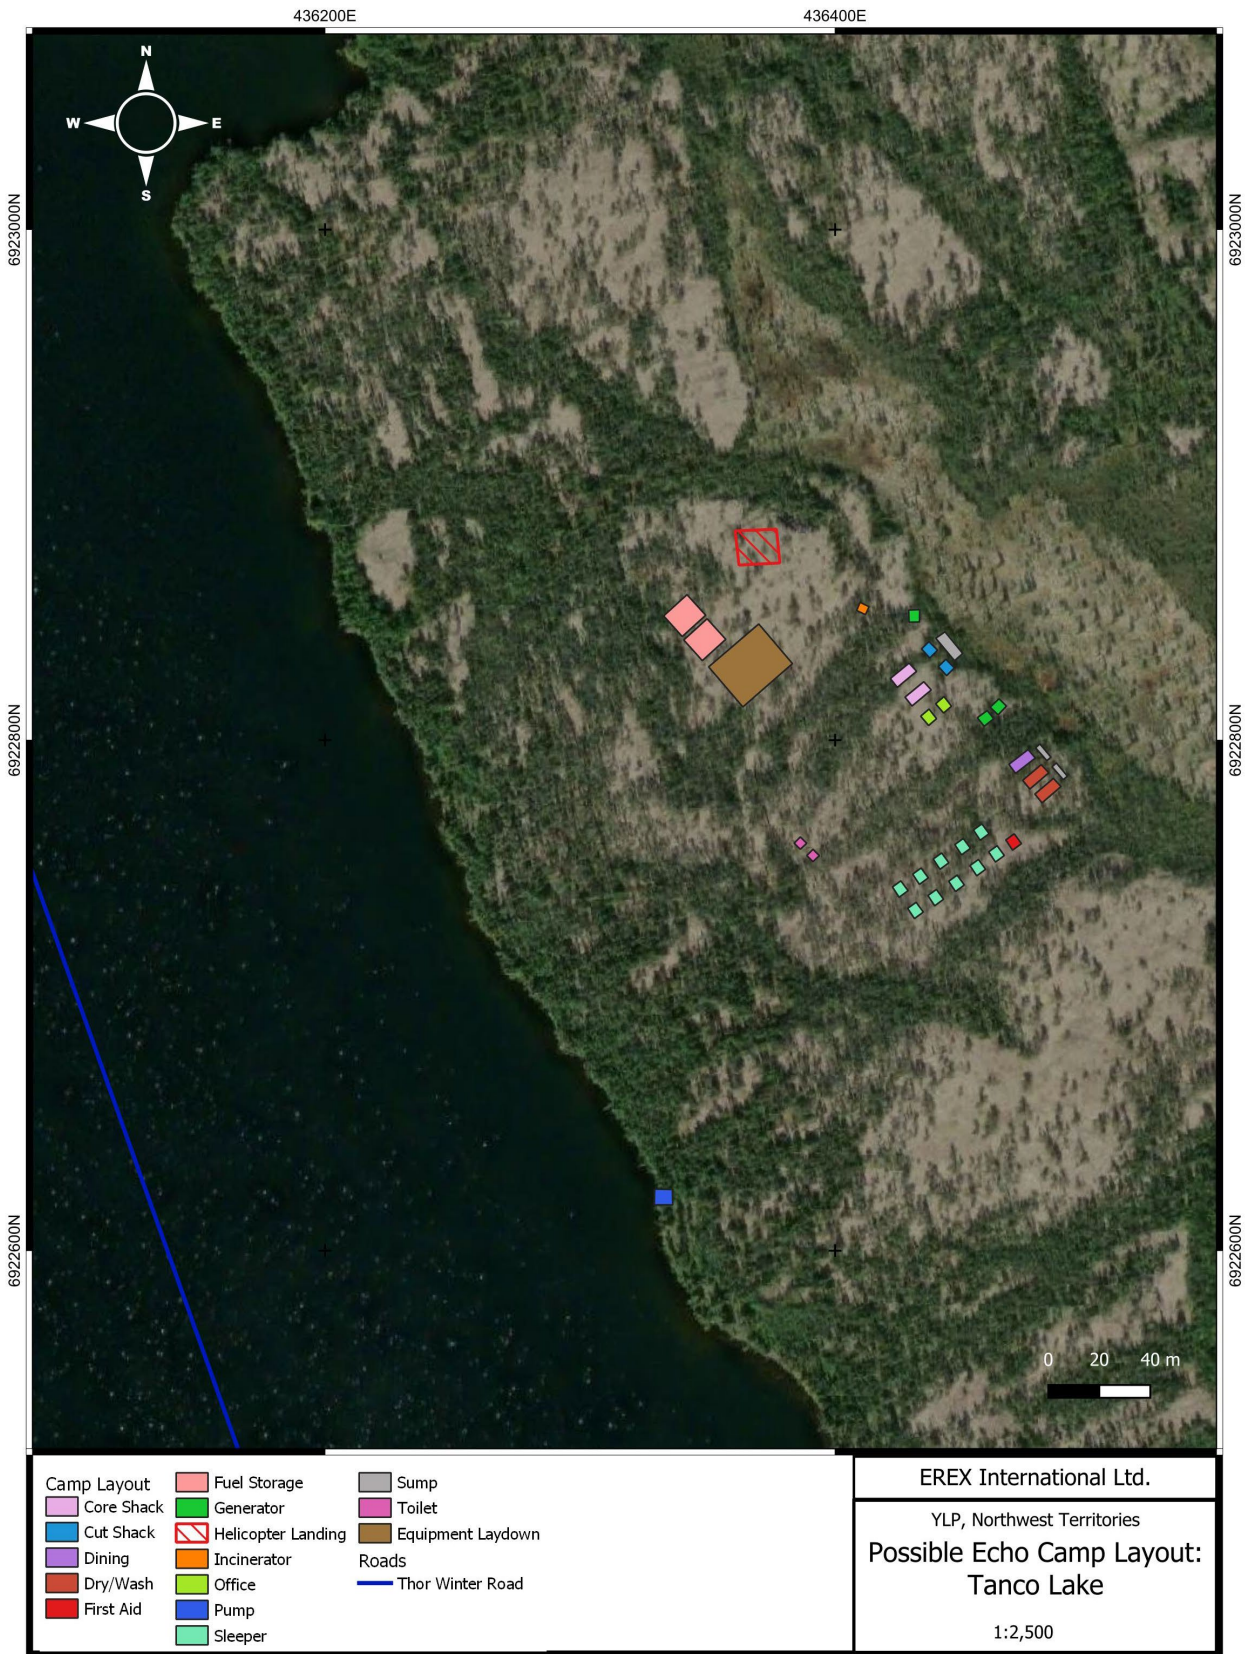 436200E
436400E
N
W
E
S
6923000N
6923000N
6922800N
6922800N
6922600N
6922600N
0 20 40 m
Camp Layout
Core Shack
Cut Shack
Dining
Dry/Wash
First Aid
Fuel Storage
Generator
Helicopter Landing
Incinerator
Office
Pump
Sleeper
Sump
Toilet
Equipment Laydown
Roads
Thor Winter Road
EREX International Ltd.
YLP, Northwest Territories
Possible Echo Camp Layout:
Tanco Lake
1:2,500